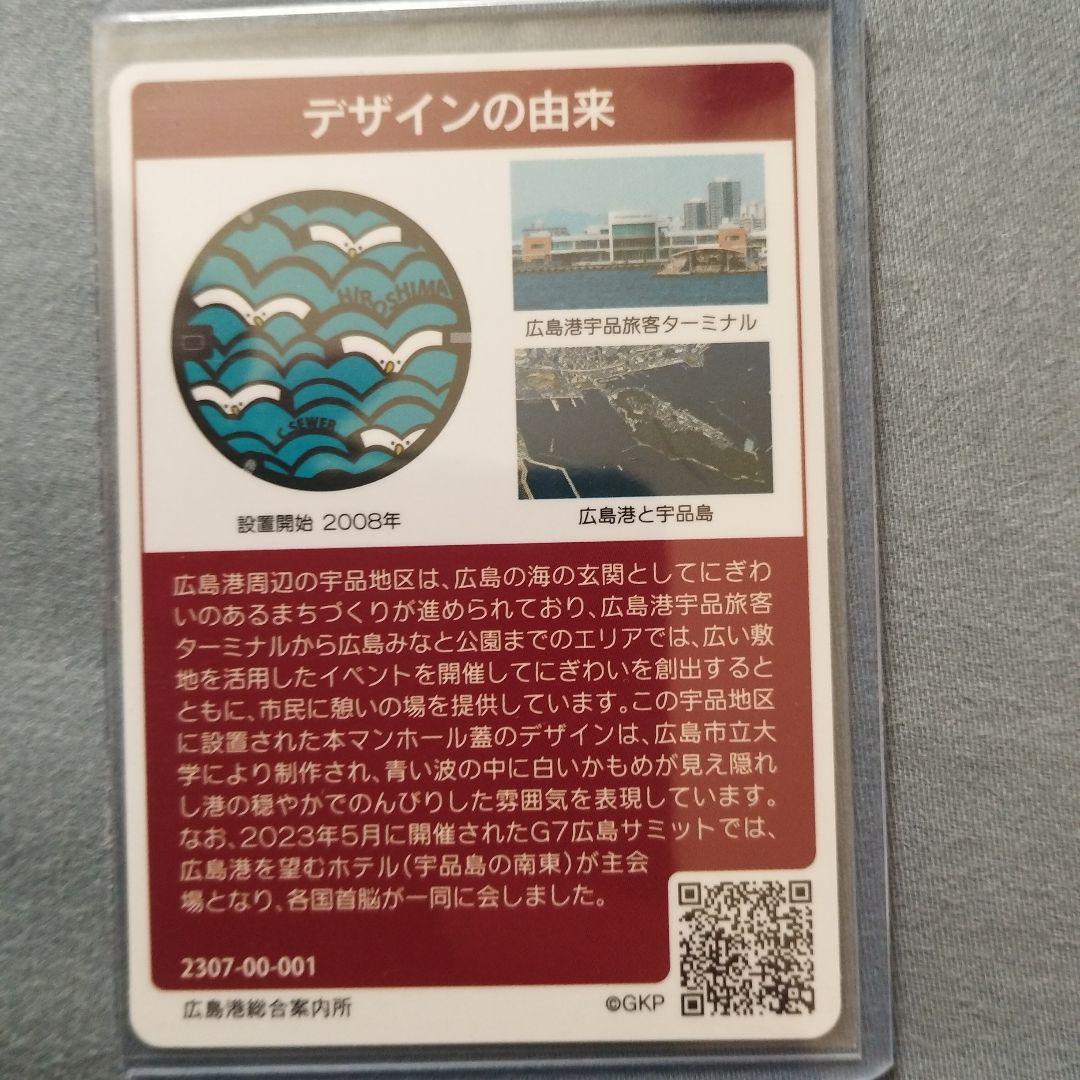 デザインの由来
HIROSHIMA
C.SEWER
設置開始 2008年
広島港宇品旅客ターミナル
広島港と宇品島
広島港周辺の宇品地区は、広島の海の玄関としてにぎわ
いのあるまちづくりが進められており、広島港宇品旅客
ターミナルから広島みなと公園までのエリアでは、広い敷
地を活用したイベントを開催してにぎわいを創出すると
ともに、市民に憩いの場を提供しています。この宇品地区
に設置された本マンホール蓋のデザインは、広島市立大
学により制作され、青い波の中に白いかもめが見え隠れ
し港の穏やかでのんびりした雰囲気を表現しています。
なお、2023年5月に開催されたG7広島サミットでは、
広島港を望むホテル(宇品島の南東)が主会
場となり、各国首脳が一同に会しました。
2307-00-001
広島港総合案内所
©GKP